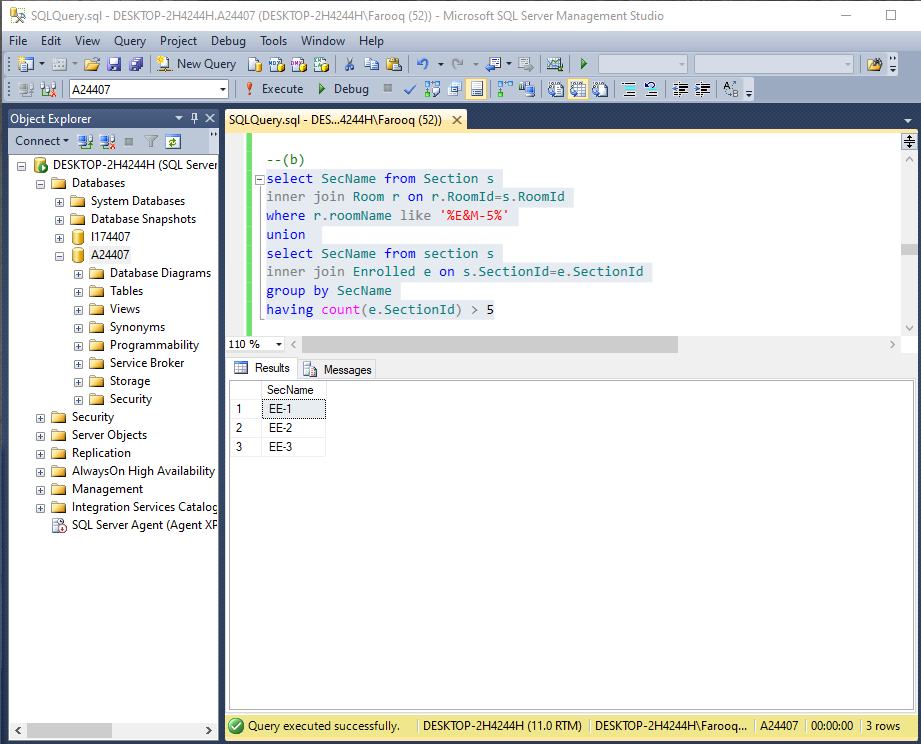 SQLQuery.sql - DESKTOP-2H4244H.A24407 (DESKTOP-2H4244H\Farooq (52)) - Microsoft SQL Server Management Studio
File Edit View Query Project Debug Tools Window Help
New Query
A24407 Execute Debug
Object Explorer
Connect
DESKTOP-2H4244H (SQL Server
Databases
System Databases
Database Snapshots
I174407
A24407
Database Diagrams
Tables
Views
Synonyms
Programmability
Service Broker
Storage
Security
Security
Server Objects
Replication
AlwaysOn High Availability
Management
Integration Services Catalog
SQL Server Agent (Agent XP
SQLQuery.sql - DES...4244H\Farooq (52))
--(b)
select SecName from Section s
inner join Room r on r.RoomId=s.RoomId
where r.roomName like '%E&M-5%'
union
select SecName from section s
inner join Enrolled e on s.SectionId=e.SectionId
group by SecName
having count(e.SectionId) > 5
110 %
Results Messages
SecName
1 EE-1
2 EE-2
3 EE-3
Query executed successfully. DESKTOP-2H4244H (11.0 RTM) DESKTOP-2H4244H\Farooq... A24407 00:00:00 3 rows